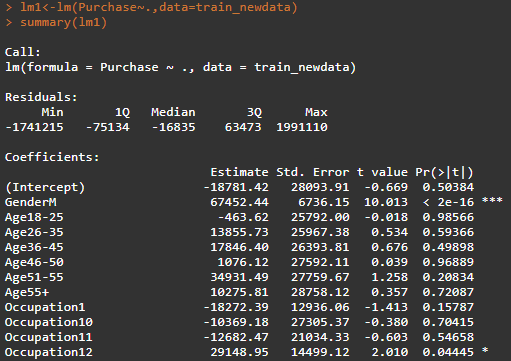 > lm1<-lm(Purchase~.,data=train_newdata)
> summary(lm1)
Call:
lm(formula = Purchase ~ ., data = train_newdata)
Residuals:
Min 1Q Median 3Q Max
-1741215 -75134 -16835 63473 1991110
Coefficients:
Estimate Std. Error t value Pr(>|t|)
(Intercept) -18781.42 28093.91 -0.669 0.50384
GenderM 67452.44 6736.15 10.013 < 2e-16 ***
Age18-25 -463.62 25792.00 -0.018 0.98566
Age26-35 13855.73 25967.38 0.534 0.59366
Age36-45 17846.40 26393.81 0.676 0.49898
Age46-50 1076.12 27592.11 0.039 0.96889
Age51-55 34931.49 27759.67 1.258 0.20834
Age55+ 10275.81 28758.12 0.357 0.72087
Occupation1 -18272.39 12936.06 -1.413 0.15787
Occupation10 -10369.18 27305.37 -0.380 0.70415
Occupation11 -12682.47 21034.33 -0.603 0.54658
Occupation12 29148.95 14499.12 2.010 0.04445 *